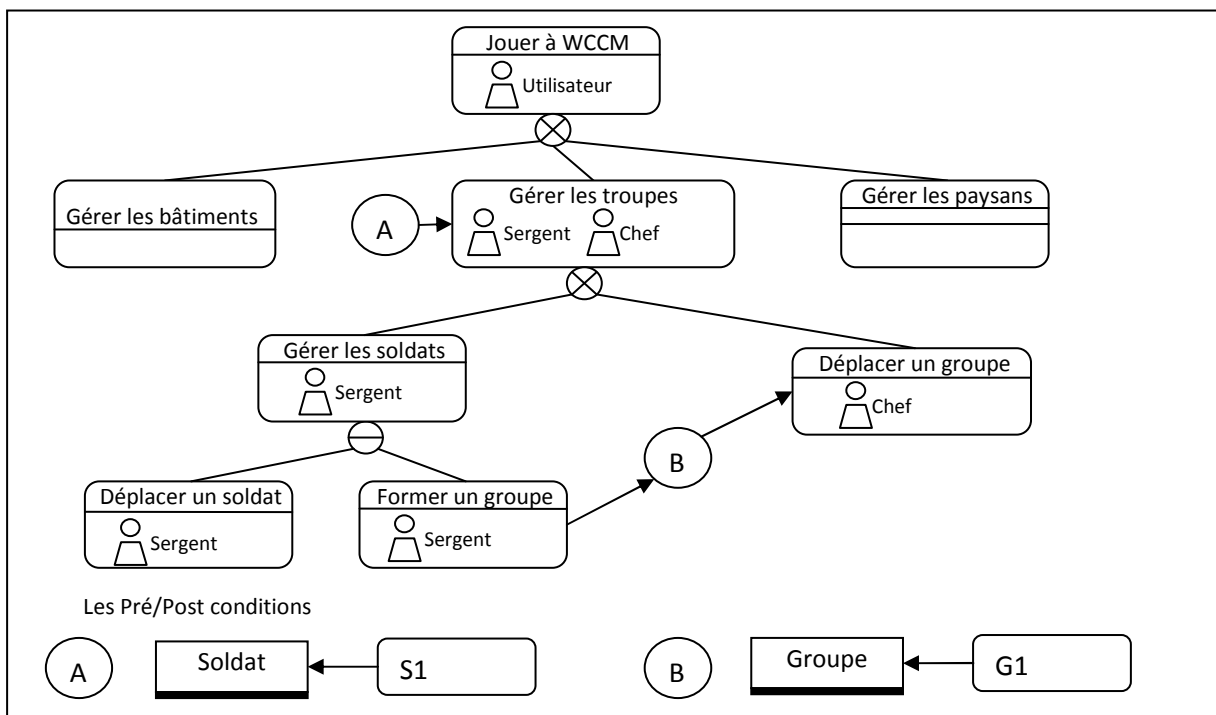 Jouer à WCCM
Utilisateur
Gérer les bâtiments
A
Gérer les troupes
Sergent
Chef
Gérer les paysans
Gérer les soldats
Sergent
Déplacer un groupe
Chef
B
Déplacer un soldat
Sergent
Former un groupe
Sergent
Les Pré/Post conditions
A
Soldat
S1
B
Groupe
G1